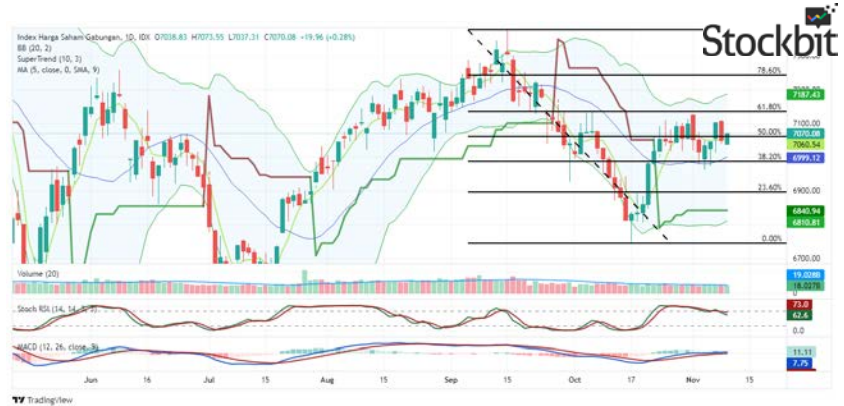 Stockbit
Index Harga Saham Gabungan, 1D, IDX O7038.83 H7073.55 L7037.31 C7070.08 +19.96 (+0.28%)
BB (20, 2)
SuperTrend (10, 3)
MA (5, close, 0, SMA, 9)
78.60%
7187.43
61.80%
7100.00
50.00%
7070.08
7060.54
38.20%
6999.12
23.60%
6900.00
6840.94
6810.81
0.00%
6700.00
Volume (20)
19.028B
18.027B
0
Stoch RSI (14, 14, 3, 3)
73.0
62.6
0.0
MACD (12, 26, close, 9)
11.11
7.75
Jun 16 Jul 15 Aug 15 Sep 15 Oct 17 Nov 15
TradingView